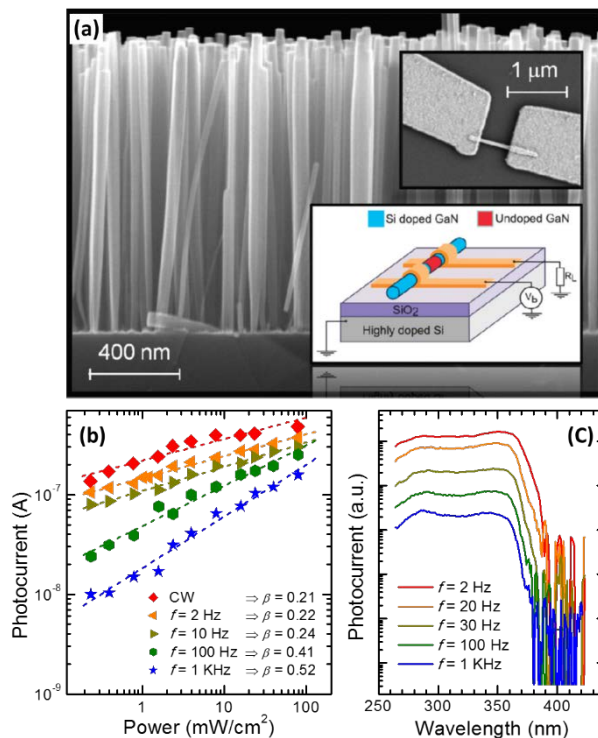 (a)
1 μm
Si doped GaN Undoped GaN
R_L
V_b
SiO₂
Highly doped Si
400 nm
(b)
Photocurrent (A)
10⁻⁷
10⁻⁸
10⁻⁹
CW ⇒ β = 0.21
f = 2 Hz ⇒ β = 0.22
f = 10 Hz ⇒ β = 0.24
f = 100 Hz ⇒ β = 0.41
f = 1 KHz ⇒ β = 0.52
1 10 100
Power (mW/cm²)
(C)
Photocurrent (a.u.)
f = 2 Hz
f = 20 Hz
f = 30 Hz
f = 100 Hz
f = 1 KHz
250 300 350 400 450
Wavelength (nm)